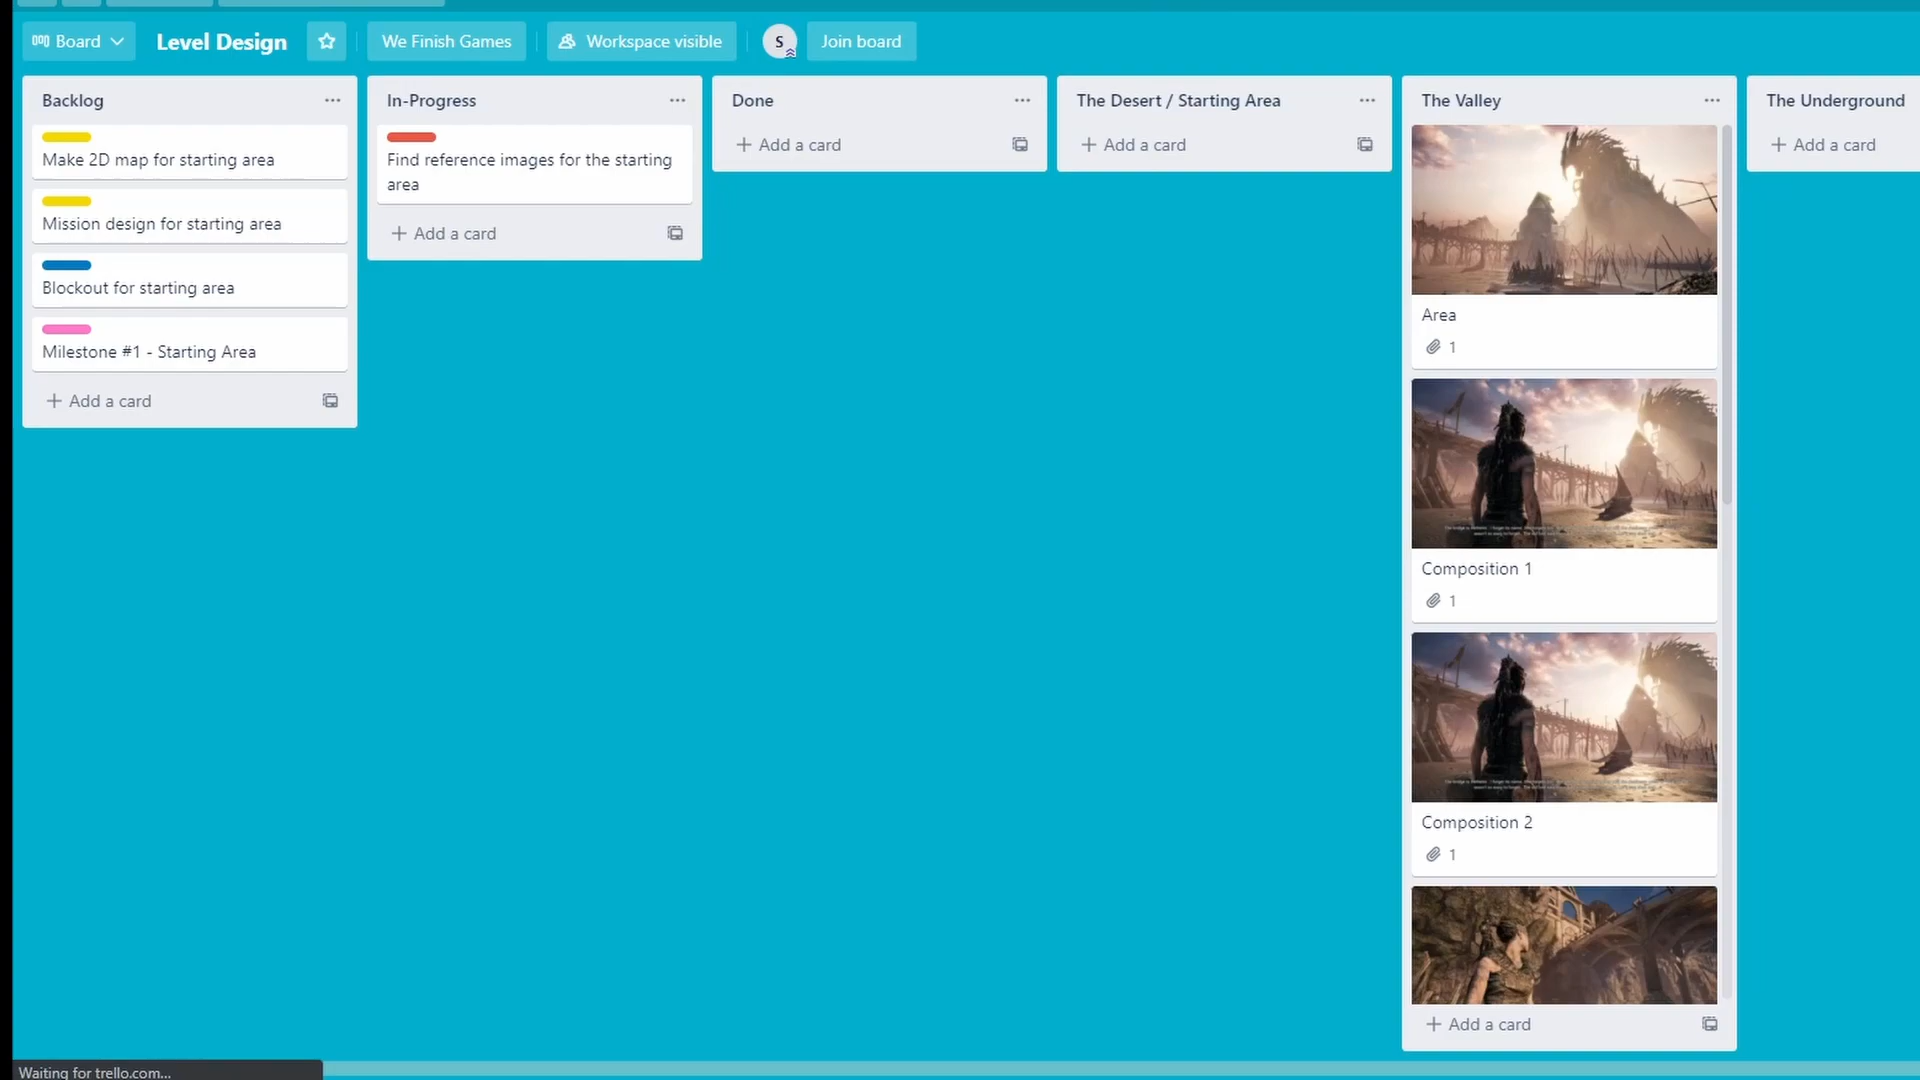 Board
Level Design
We Finish Games
Workspace visible
S
Join board
Backlog
Make 2D map for starting area
Mission design for starting area
Blockout for starting area
Milestone #1 - Starting Area
+ Add a card
In-Progress
Find reference images for the starting
area
+ Add a card
Done
+ Add a card
The Desert / Starting Area
+ Add a card
The Valley
Area
1
Composition 1
1
Composition 2
1
+ Add a card
The Underground
+ Add a card
Waiting for trello.com...